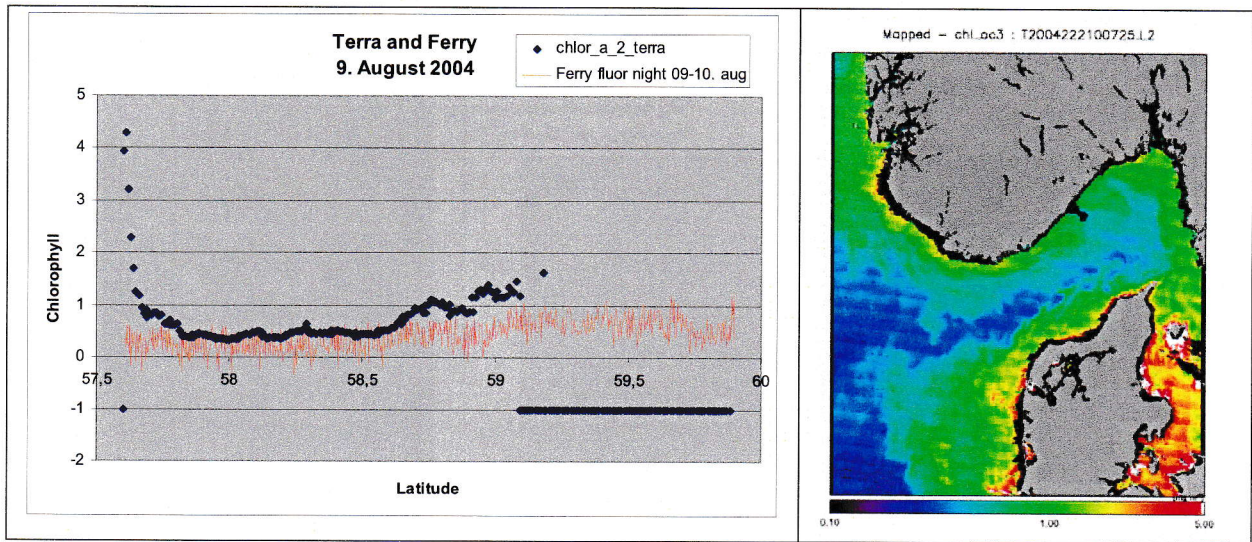 Terra and Ferry
9. August 2004
chlor_a_2_terra
Ferry fluor night 09-10. aug
5
4
3
2
1
0
-1
-2
Chlorophyll
57,5
58
58,5
59
59,5
60
Latitude
Mapped - chl_oc3 : T2004222100725.L2
0.10
1.00
5.00